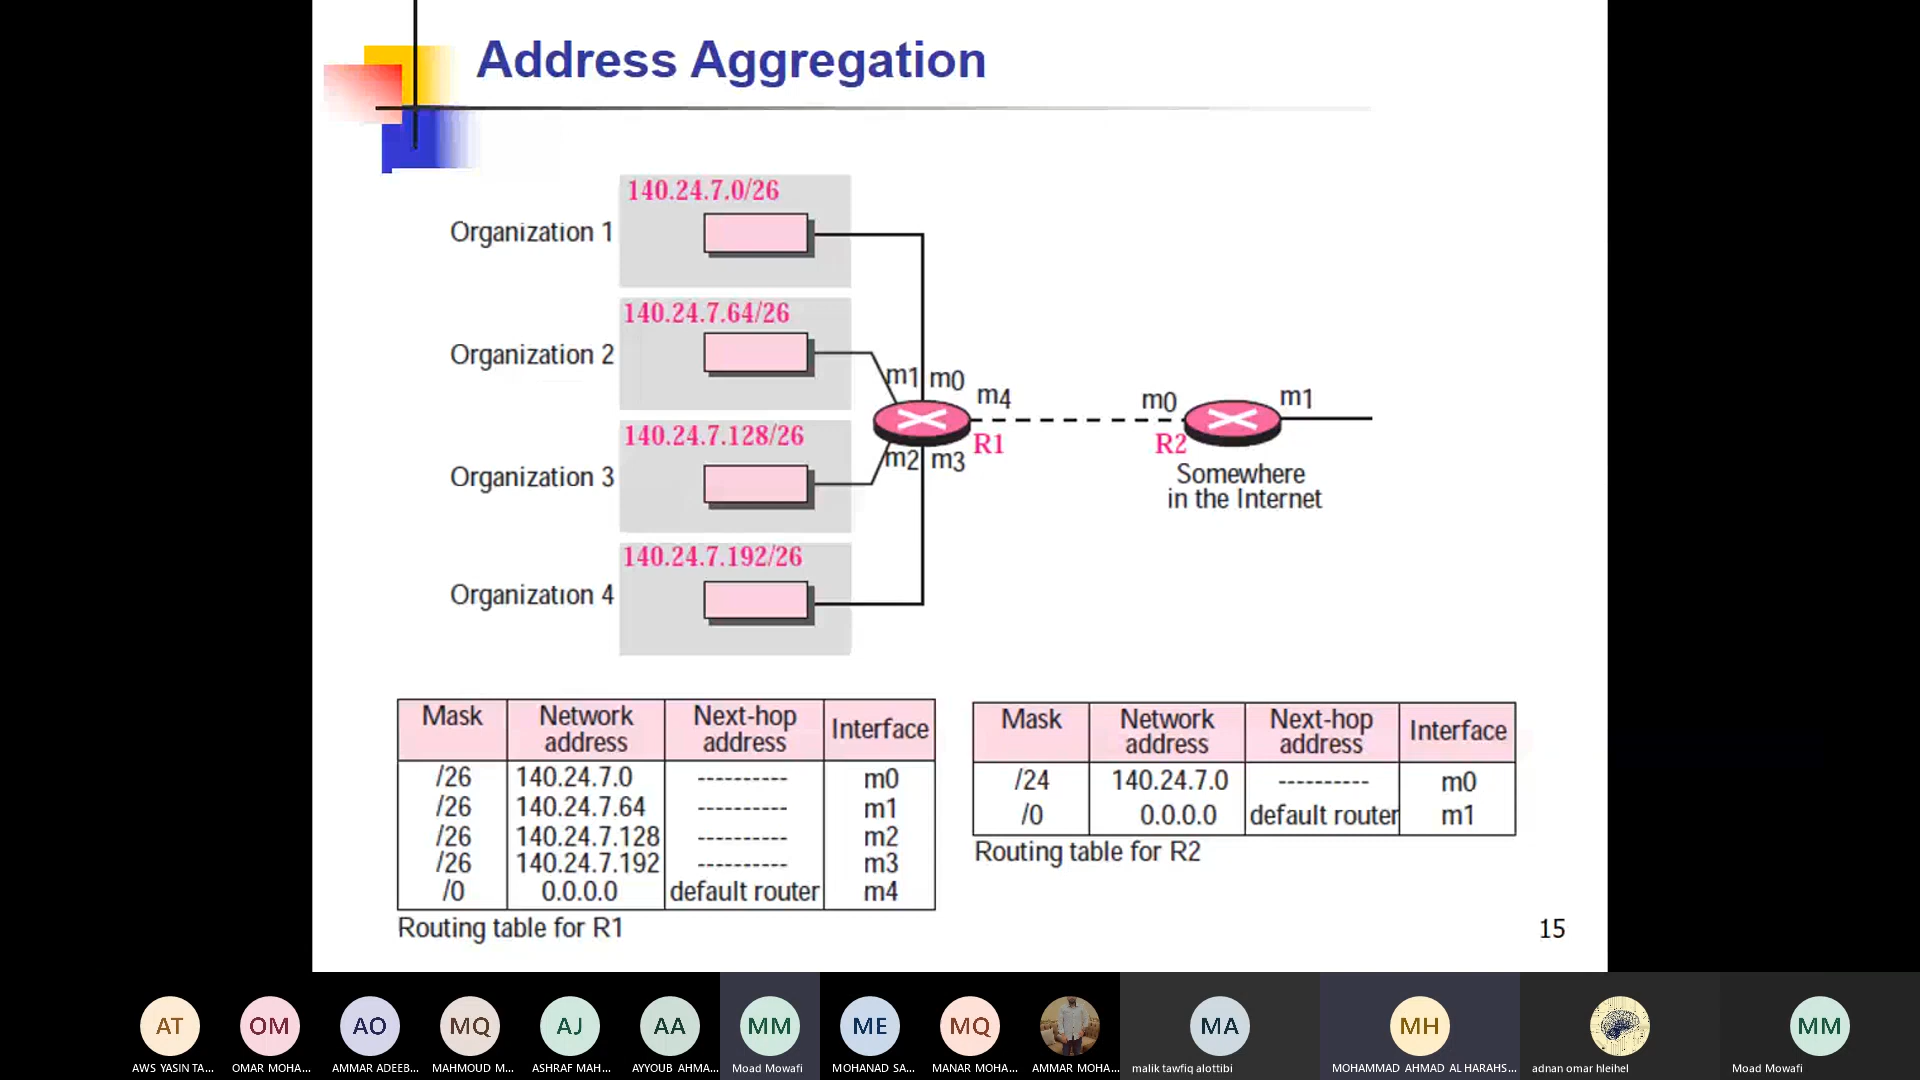 Address Aggregation
140.24.7.0/26
Organization 1
140.24.7.64/26
Organization 2
140.24.7.128/26
Organization 3
140.24.7.192/26
Organization 4
m1 m0
m4
m2 m3
R1
m0
m1
R2
Somewhere
in the Internet
Mask Network address Next-hop address Interface
/26 140.24.7.0 ---------- m0
/26 140.24.7.64 ---------- m1
/26 140.24.7.128 ---------- m2
/26 140.24.7.192 ---------- m3
/0 0.0.0.0 default router m4
Routing table for R1
Mask Network address Next-hop address Interface
/24 140.24.7.0 ---------- m0
/0 0.0.0.0 default router m1
Routing table for R2
15
AT OM AO MQ AJ AA MM ME MQ MA MH MM
AWS YASIN TA... OMAR MOHA... AMMAR ADEEB... MAHMOUD M... ASHRAF MAH... AYYOUB AHMA... Moad Mowafi MOHANAD SA... MANAR MOHA... AMMAR MOHA... malik tawfiq alottibi MOHAMMAD AHMAD AL HARAHS... adnan omar hleihel Moad Mowafi